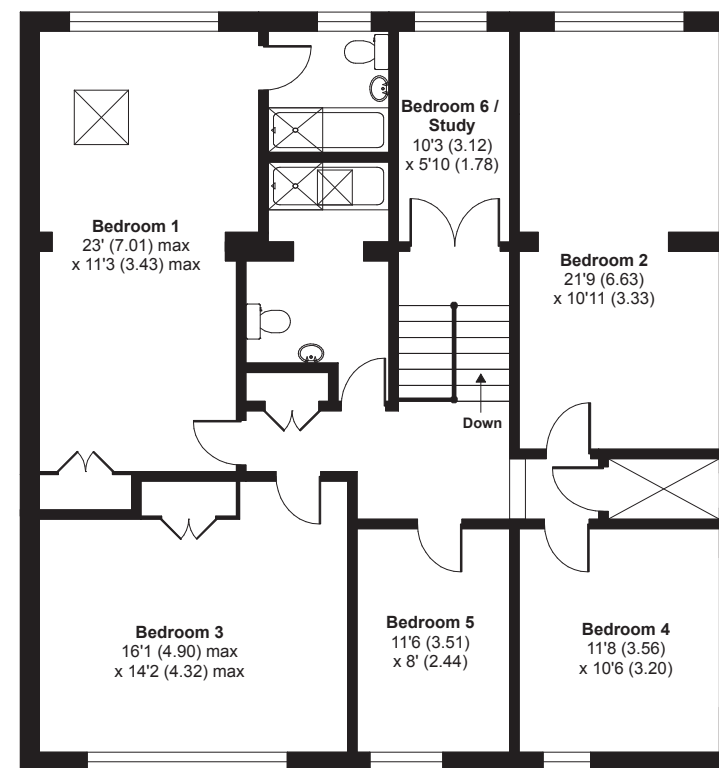 Bedroom 6 /
Study
10'3 (3.12)
x 5'10 (1.78)
Bedroom 1
23' (7.01) max
x 11'3 (3.43) max
Bedroom 2
21'9 (6.63)
x 10'11 (3.33)
Down
Bedroom 3
16'1 (4.90) max
x 14'2 (4.32) max
Bedroom 5
11'6 (3.51)
x 8' (2.44)
Bedroom 4
11'8 (3.56)
x 10'6 (3.20)